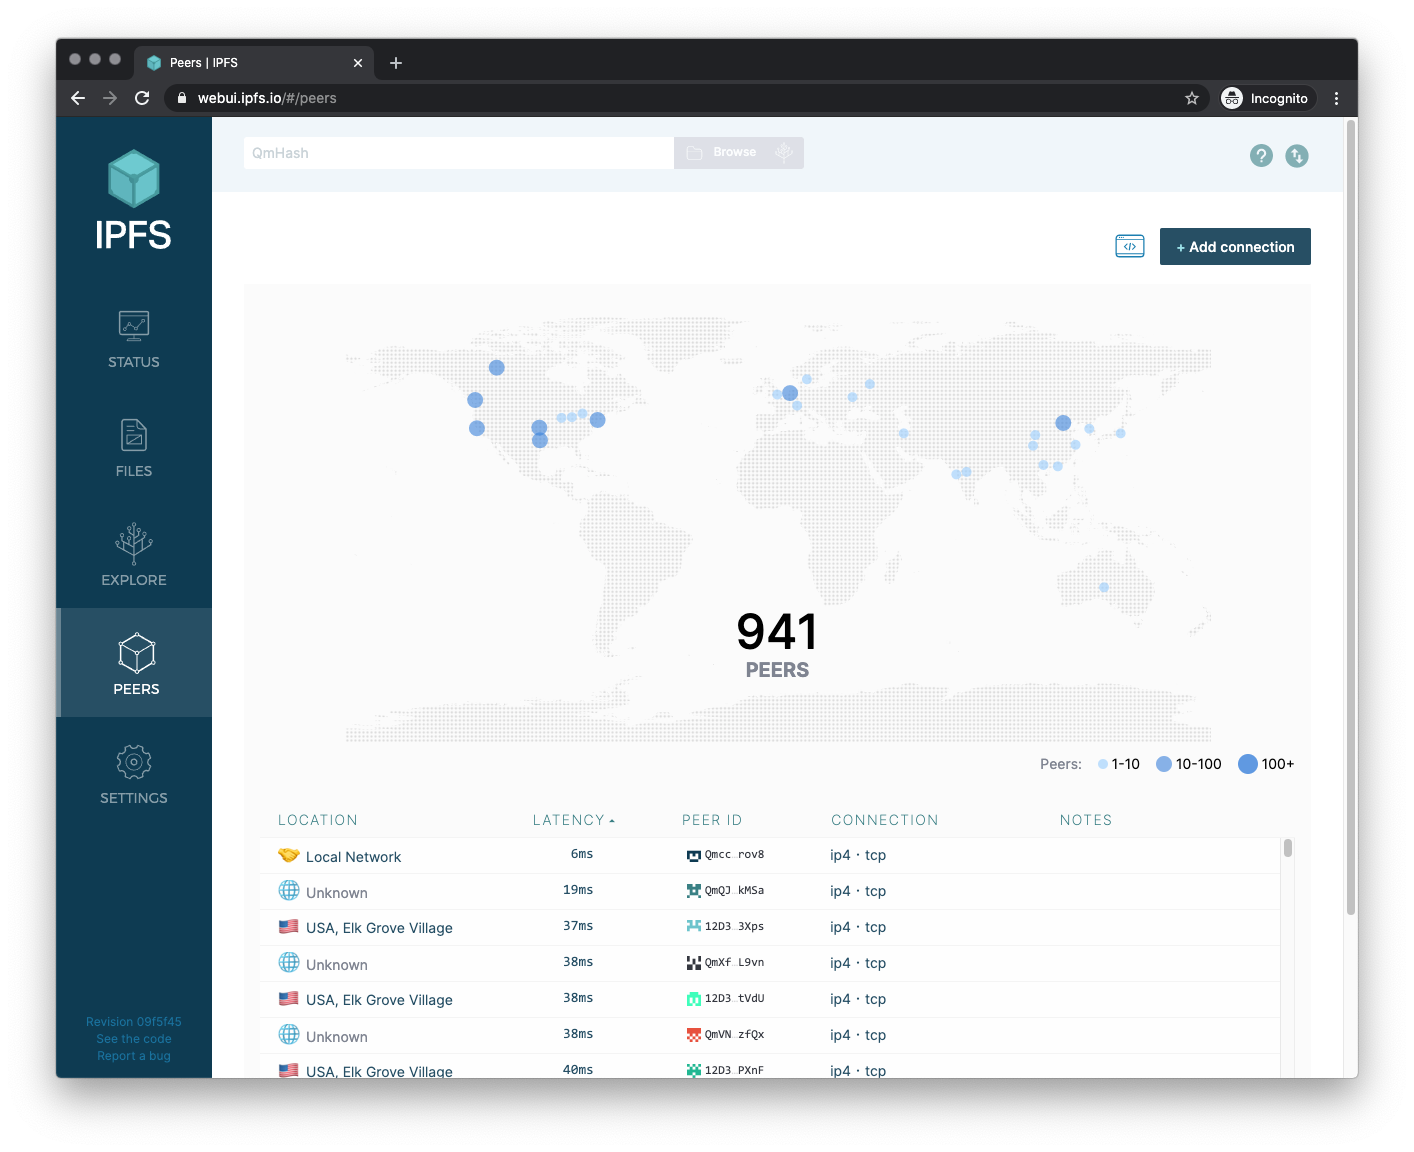 Peers | IPFS
webui.ipfs.io/#/peers
Incognito
QmHash
Browse
IPFS
+ Add connection
STATUS
FILES
EXPLORE
PEERS
SETTINGS
941
PEERS
Peers: 1-10 10-100 100+
LOCATION LATENCY PEER ID CONNECTION NOTES
Local Network 6ms Qmcc…rov8 ip4 • tcp
Unknown 19ms QmQJ…kMSa ip4 • tcp
USA, Elk Grove Village 37ms 12D3…3Xps ip4 • tcp
Unknown 38ms QmXf…L9vn ip4 • tcp
USA, Elk Grove Village 38ms 12D3…tVdU ip4 • tcp
Unknown 38ms QmVN…zfQx ip4 • tcp
USA, Elk Grove Village 40ms 12D3…PXnF ip4 • tcp
Revision 09f5f45
See the code
Report a bug